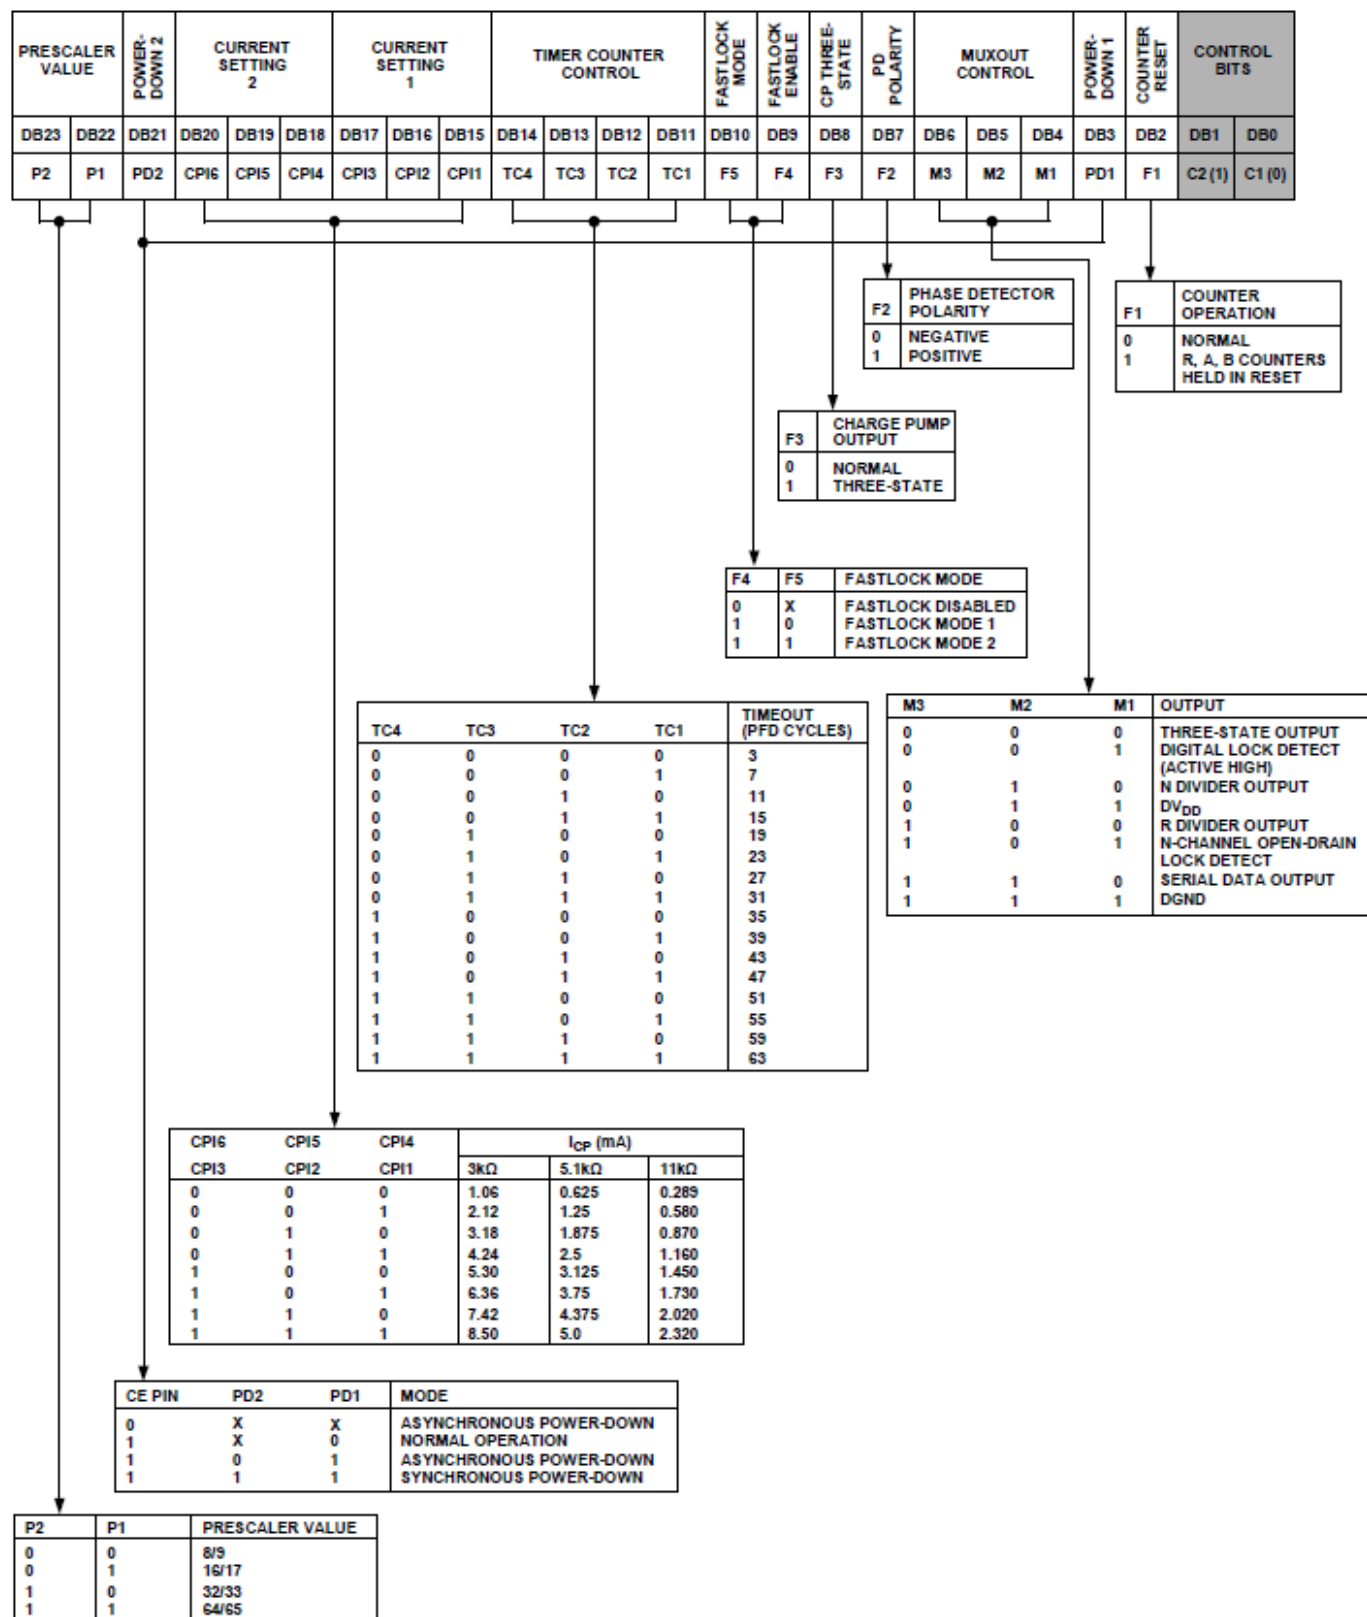 PRESCALER VALUE
POWER-DOWN 2
CURRENT SETTING 2
CURRENT SETTING 1
TIMER COUNTER CONTROL
FASTLOCK MODE
FASTLOCK ENABLE
CP THREE-STATE
PD POLARITY
MUXOUT CONTROL
POWER-DOWN 1
COUNTER RESET
CONTROL BITS
DB23 DB22 DB21 DB20 DB19 DB18 DB17 DB16 DB15 DB14 DB13 DB12 DB11 DB10 DB9 DB8 DB7 DB6 DB5 DB4 DB3 DB2 DB1 DB0
P2 P1 PD2 CPI6 CPI5 CPI4 CPI3 CPI2 CPI1 TC4 TC3 TC2 TC1 F5 F4 F3 F2 M3 M2 M1 PD1 F1 C2 (1) C1 (0)
F2 PHASE DETECTOR POLARITY
0 NEGATIVE
1 POSITIVE
F1 COUNTER OPERATION
0 NORMAL
1 R, A, B COUNTERS
HELD IN RESET
F3 CHARGE PUMP OUTPUT
0 NORMAL
1 THREE-STATE
F4 F5 FASTLOCK MODE
0 X FASTLOCK DISABLED
1 0 FASTLOCK MODE 1
1 1 FASTLOCK MODE 2
TC4 TC3 TC2 TC1 TIMEOUT (PFD CYCLES)
0 0 0 0 3
0 0 0 1 7
0 0 1 0 11
0 0 1 1 15
0 1 0 0 19
0 1 0 1 23
0 1 1 0 27
0 1 1 1 31
1 0 0 0 35
1 0 0 1 39
1 0 1 0 43
1 0 1 1 47
1 1 0 0 51
1 1 0 1 55
1 1 1 0 59
1 1 1 1 63
M3 M2 M1 OUTPUT
0 0 0 THREE-STATE OUTPUT
0 0 1 DIGITAL LOCK DETECT
(ACTIVE HIGH)
0 1 0 N DIVIDER OUTPUT
0 1 1 DVDD
1 0 0 R DIVIDER OUTPUT
1 0 1 N-CHANNEL OPEN-DRAIN
LOCK DETECT
1 1 0 SERIAL DATA OUTPUT
1 1 1 DGND
CPI6 CPI5 CPI4 ICP (mA)
CPI3 CPI2 CPI1 3kΩ 5.1kΩ 11kΩ
0 0 0 1.06 0.625 0.289
0 0 1 2.12 1.25 0.580
0 1 0 3.18 1.875 0.870
0 1 1 4.24 2.5 1.160
1 0 0 5.30 3.125 1.450
1 0 1 6.36 3.75 1.730
1 1 0 7.42 4.375 2.020
1 1 1 8.50 5.0 2.320
CE PIN PD2 PD1 MODE
0 X X ASYNCHRONOUS POWER-DOWN
1 X 0 NORMAL OPERATION
1 0 1 ASYNCHRONOUS POWER-DOWN
1 1 1 SYNCHRONOUS POWER-DOWN
P2 P1 PRESCALER VALUE
0 0 8/9
0 1 16/17
1 0 32/33
1 1 64/65